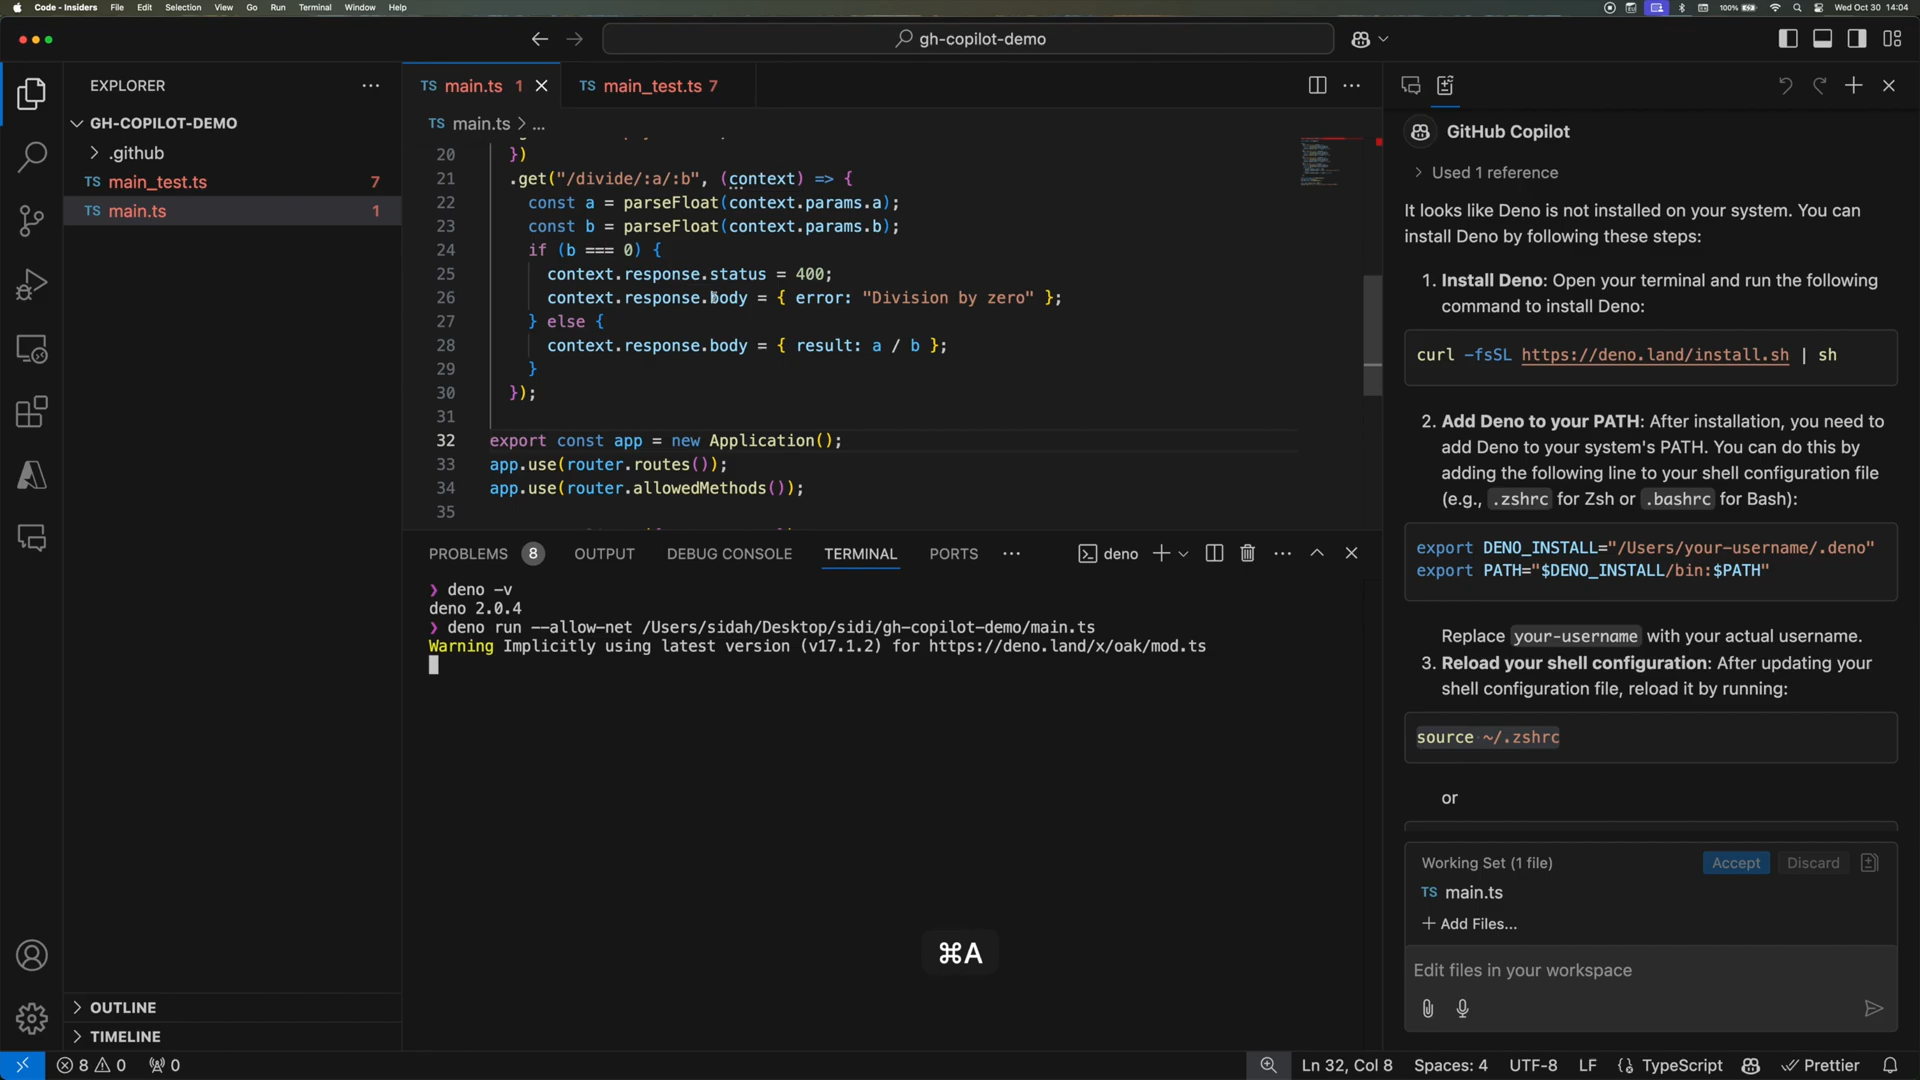 Code - Insiders File Edit Selection View Go Run Terminal Window Help 100% Wed Oct 30 14:04
gh-copilot-demo
EXPLORER
GH-COPILOT-DEMO
.github
TS main_test.ts 7
TS main.ts 1
OUTLINE
TIMELINE
TS main.ts 1
TS main_test.ts 7
TS main.ts > ...
20 })
21 .get("/divide/:a/:b", (context) => {
22 const a = parseFloat(context.params.a);
23 const b = parseFloat(context.params.b);
24 if (b === 0) {
25 context.response.status = 400;
26 context.response.body = { error: "Division by zero" };
27 } else {
28 context.response.body = { result: a / b };
29 }
30 });
31
32 export const app = new Application();
33 app.use(router.routes());
34 app.use(router.allowedMethods());
35
PROBLEMS 8 OUTPUT DEBUG CONSOLE TERMINAL PORTS ... deno
❯ deno -v
deno 2.0.4
❯ deno run --allow-net /Users/sidah/Desktop/sidi/gh-copilot-demo/main.ts
Warning Implicitly using latest version (v17.1.2) for https://deno.land/x/oak/mod.ts
⌘A
GitHub Copilot
> Used 1 reference
It looks like Deno is not installed on your system. You can
install Deno by following these steps:
1. Install Deno: Open your terminal and run the following
command to install Deno:
curl -fsSL https://deno.land/install.sh | sh
2. Add Deno to your PATH: After installation, you need to
add Deno to your system's PATH. You can do this by
adding the following line to your shell configuration file
(e.g., .zshrc for Zsh or .bashrc for Bash):
export DENO_INSTALL="/Users/your-username/.deno"
export PATH="$DENO_INSTALL/bin:$PATH"
Replace your-username with your actual username.
3. Reload your shell configuration: After updating your
shell configuration file, reload it by running:
source ~/.zshrc
or
Working Set (1 file) Accept Discard
TS main.ts
+ Add Files...
Edit files in your workspace
8 0 0 Ln 32, Col 8 Spaces: 4 UTF-8 LF {} TypeScript Prettier